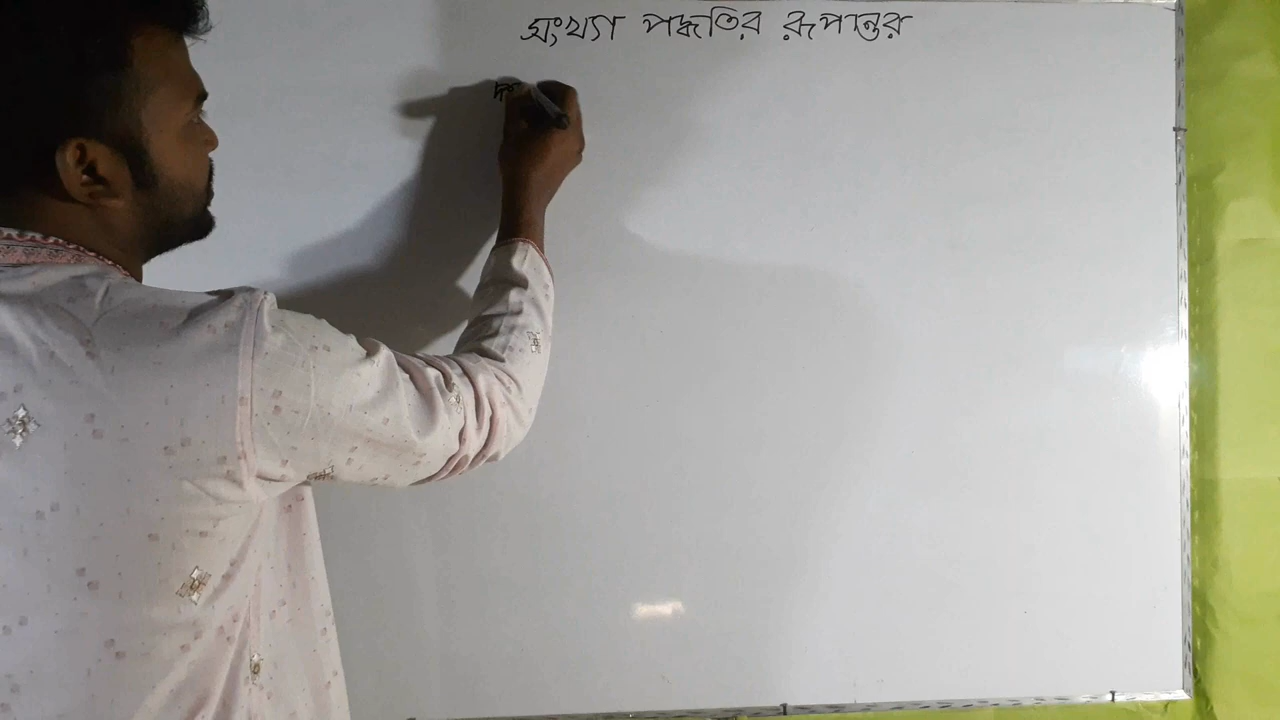 সংখ্যা পদ্ধতির রূপান্তর